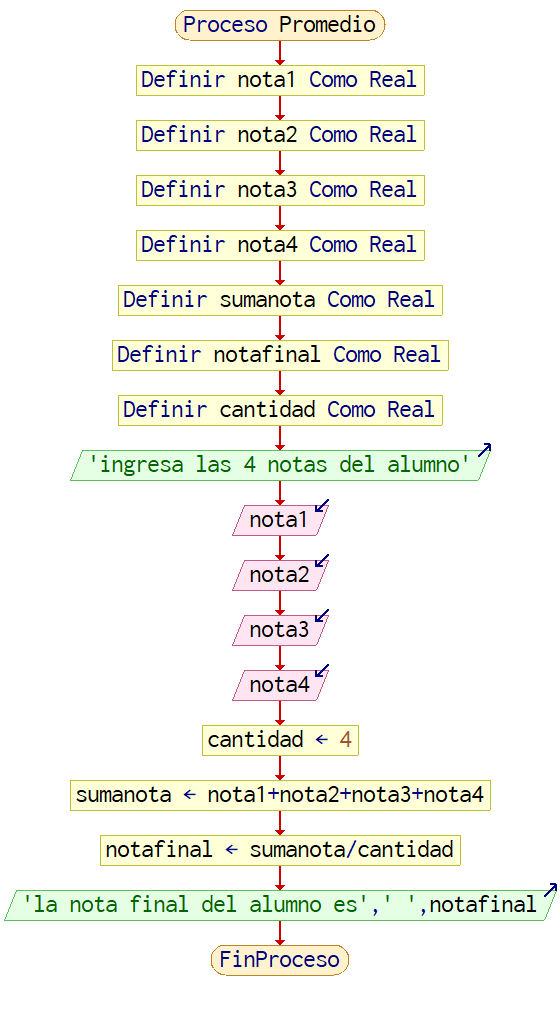 Proceso Promedio
Definir nota1 Como Real
Definir nota2 Como Real
Definir nota3 Como Real
Definir nota4 Como Real
Definir sumanota Como Real
Definir notafinal Como Real
Definir cantidad Como Real
'ingresa las 4 notas del alumno'
nota1
nota2
nota3
nota4
cantidad ← 4
sumanota ← nota1+nota2+nota3+nota4
notafinal ← sumanota/cantidad
'la nota final del alumno es',' ',notafinal
FinProceso